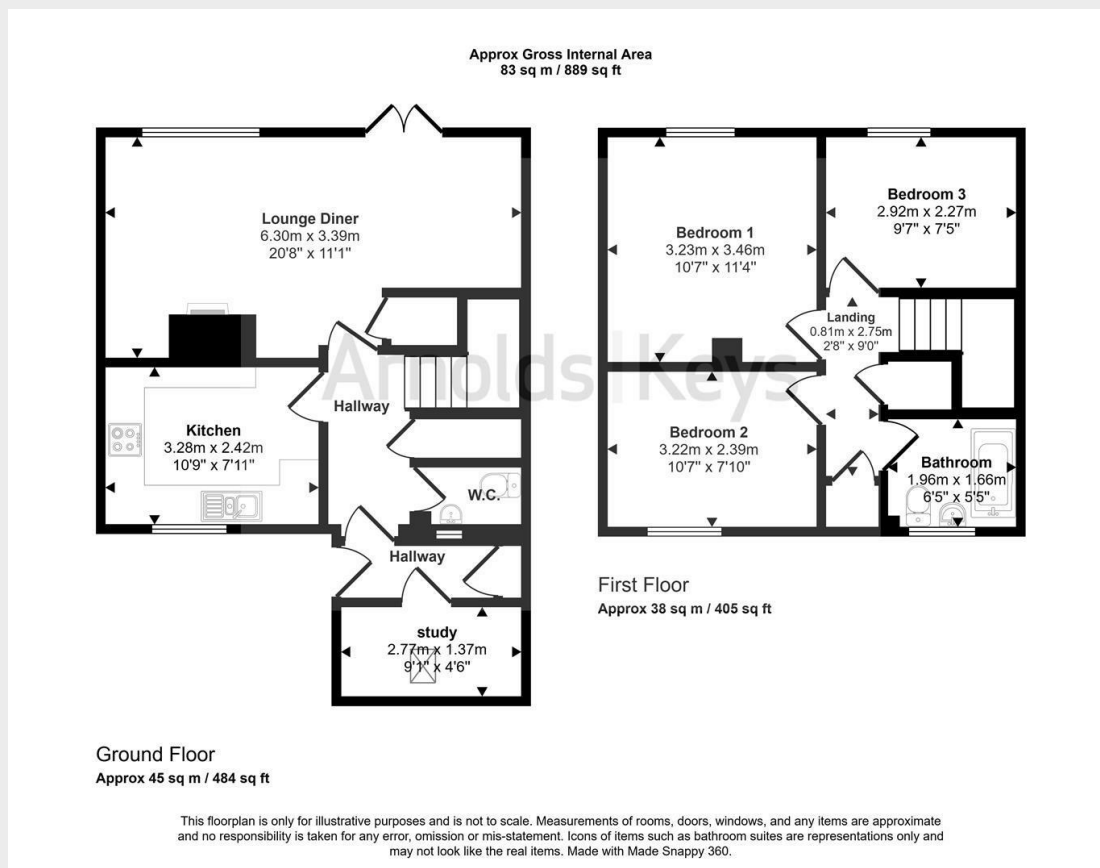 Approx Gross Internal Area
83 sq m / 889 sq ft
Lounge Diner
6.30m x 3.39m
20'8" x 11'1"
Kitchen
3.28m x 2.42m
10'9" x 7'11"
Hallway
W.C.
Hallway
study
2.77m x 1.37m
9'1" x 4'6"
Ground Floor
Approx 45 sq m / 484 sq ft
Bedroom 1
3.23m x 3.46m
10'7" x 11'4"
Bedroom 3
2.92m x 2.27m
9'7" x 7'5"
Landing
0.81m x 2.75m
2'8" x 9'0"
Bedroom 2
3.22m x 2.39m
10'7" x 7'10"
Bathroom
1.96m x 1.66m
6'5" x 5'5"
First Floor
Approx 38 sq m / 405 sq ft
Arnolds | Keys
This floorplan is only for illustrative purposes and is not to scale. Measurements of rooms, doors, windows, and any items are approximate
and no responsibility is taken for any error, omission or mis-statement. Icons of items such as bathroom suites are representations only and
may not look like the real items. Made with Made Snappy 360.